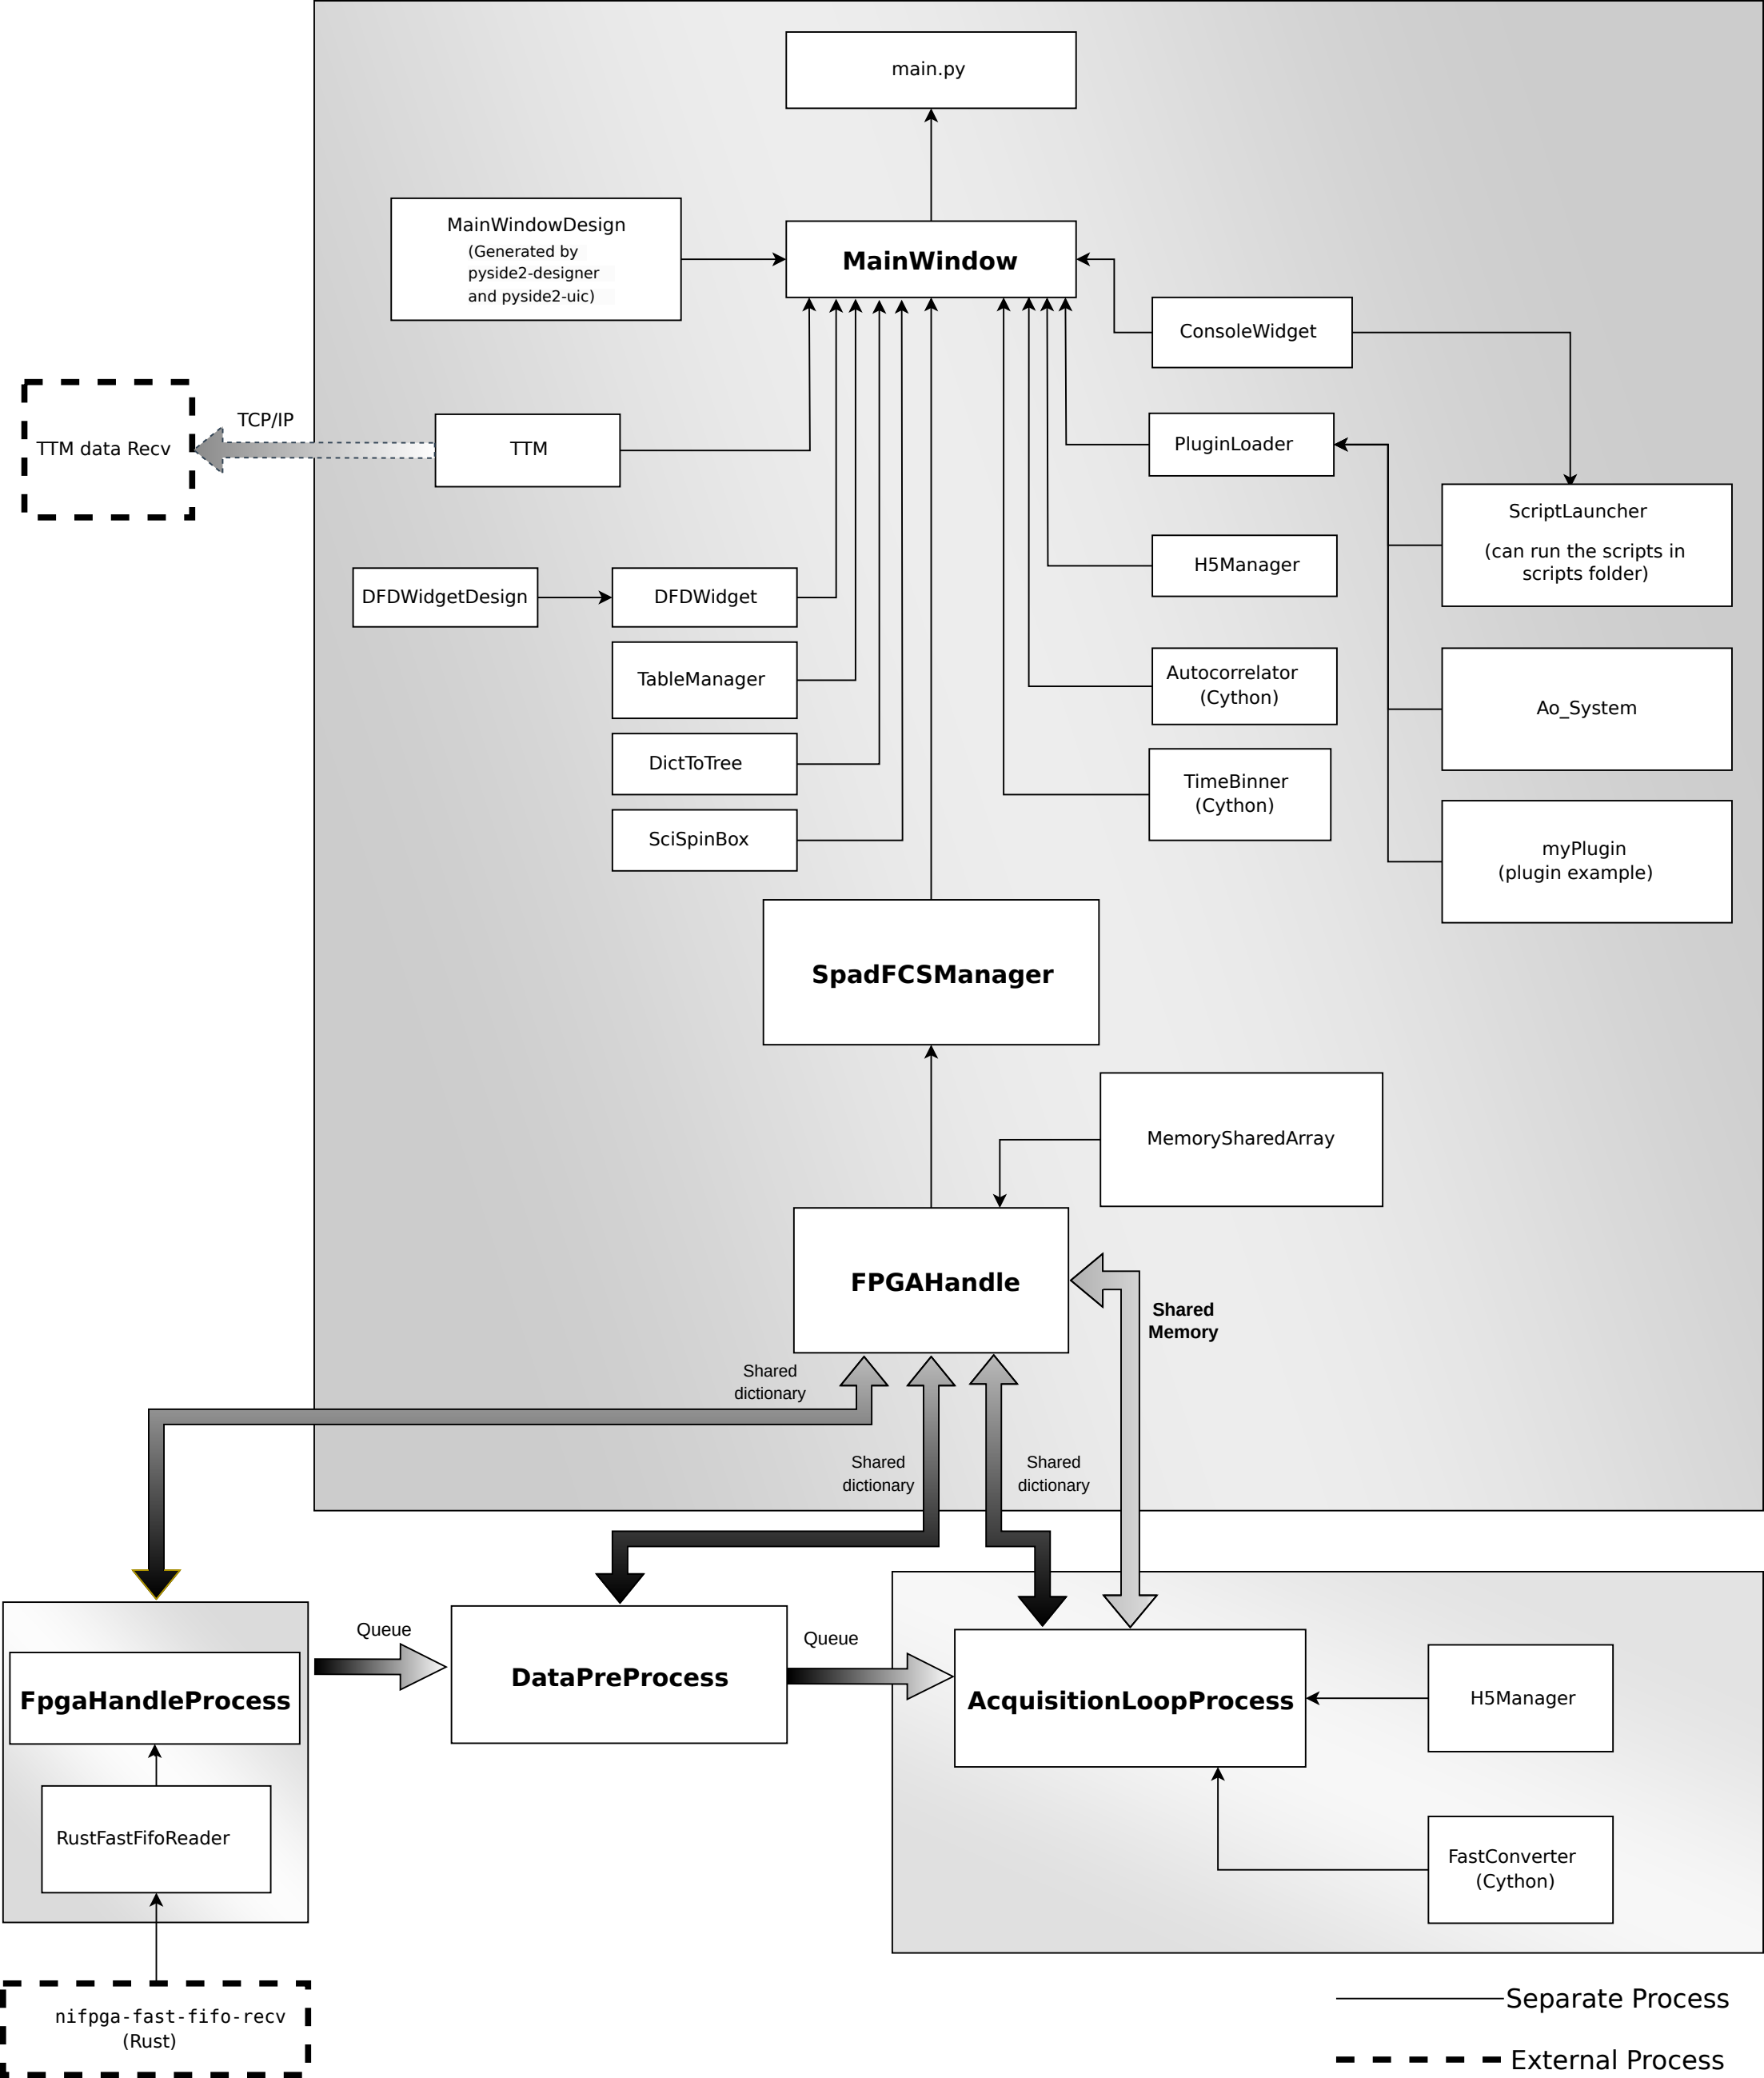 main.py
MainWindowDesign
(Generated by
pyside2-designer
and pyside2-uic)
MainWindow
ConsoleWidget
TCP/IP
TTM data Recv
TTM
PluginLoader
ScriptLauncher
(can run the scripts in
scripts folder)
H5Manager
DFDWidgetDesign
DFDWidget
TableManager
Autocorrelator
(Cython)
Ao_System
DictToTree
TimeBinner
(Cython)
SciSpinBox
myPlugin
(plugin example)
SpadFCSManager
MemorySharedArray
FPGAHandle
Shared
Memory
Shared
dictionary
Shared
dictionary
Shared
dictionary
Queue
Queue
FpgaHandleProcess
DataPreProcess
AcquisitionLoopProcess
H5Manager
RustFastFifoReader
FastConverter
(Cython)
nifpga-fast-fifo-recv
(Rust)
Separate Process
External Process